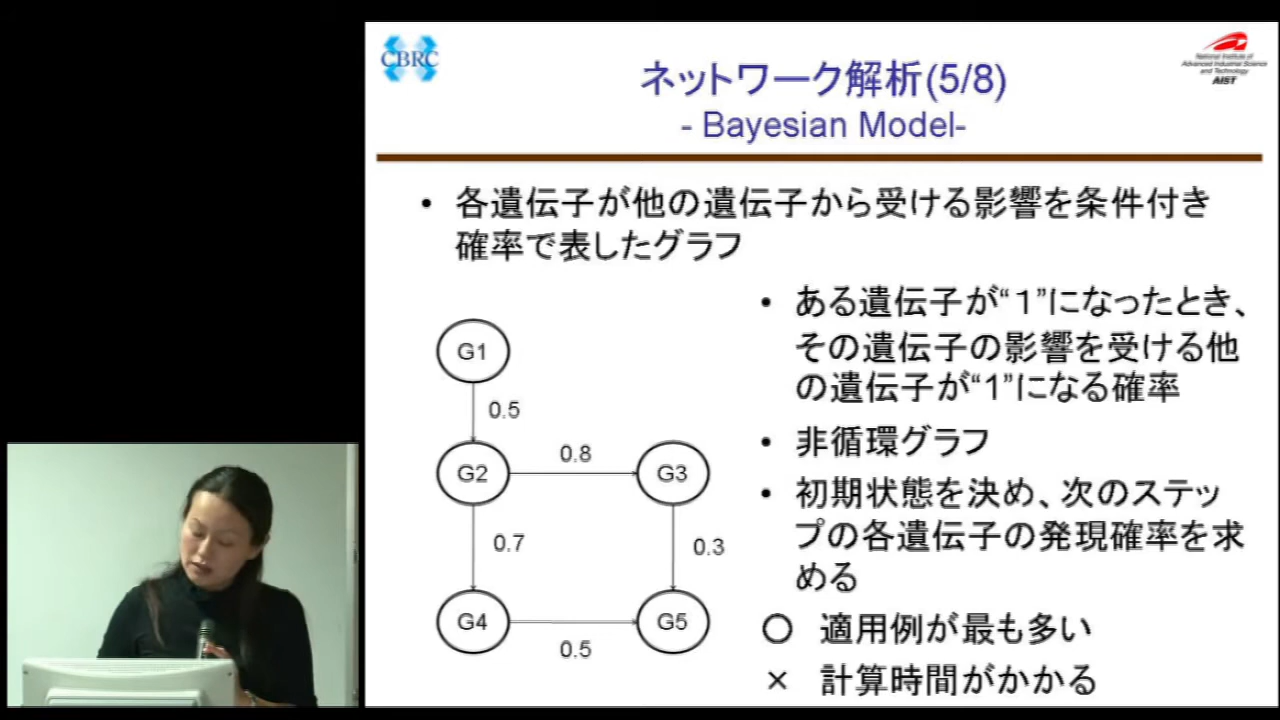 CBRC
National Institute of
Advanced Industrial Science
and Technology
AIST
ネットワーク解析(5/8)
- Bayesian Model-
• 各遺伝子が他の遺伝子から受ける影響を条件付き
確率で表したグラフ
• ある遺伝子が“１”になったとき、
その遺伝子の影響を受ける他
の遺伝子が“1”になる確率
• 非循環グラフ
• 初期状態を決め、次のステッ
プの各遺伝子の発現確率を求
める
○ 適用例が最も多い
× 計算時間がかかる
G1
0.5
G2
0.8
G3
0.7
0.3
G4
0.5
G5